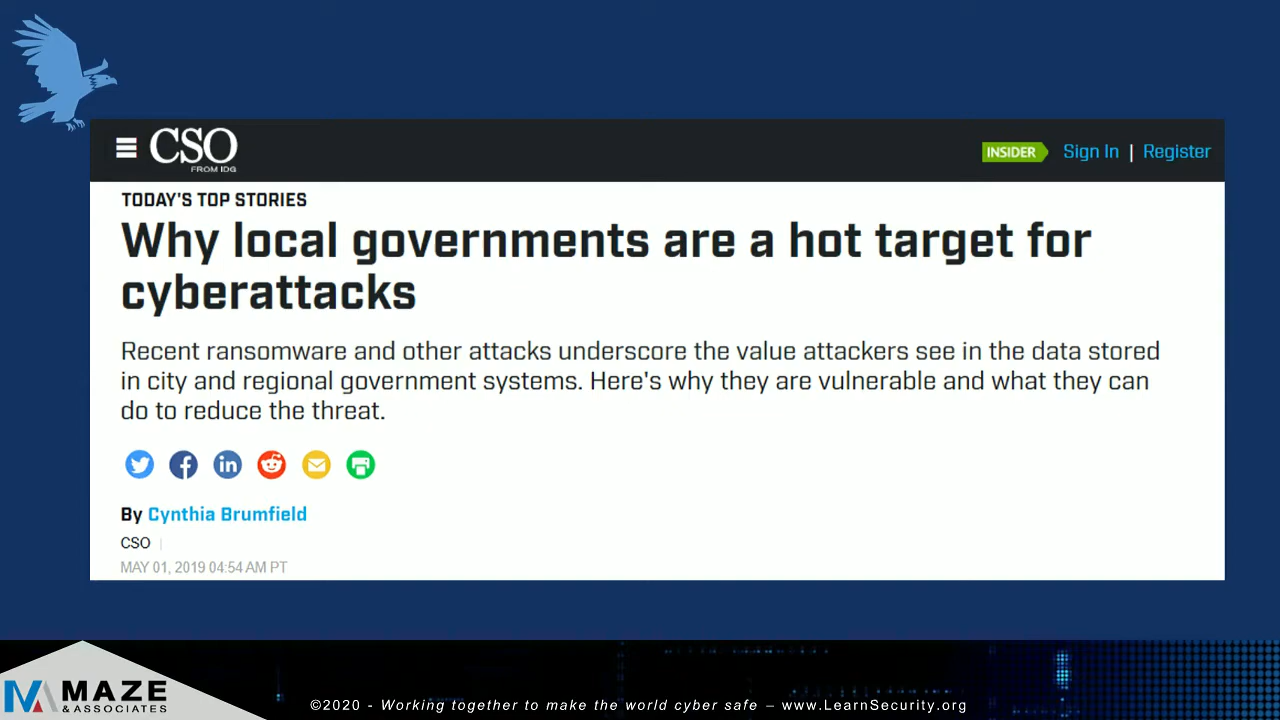 CSO
FROM IDG
INSIDER Sign In | Register
TODAY'S TOP STORIES
Why local governments are a hot target for
cyberattacks
Recent ransomware and other attacks underscore the value attackers see in the data stored
in city and regional government systems. Here's why they are vulnerable and what they can
do to reduce the threat.
By Cynthia Brumfield
CSO |
MAY 01, 2019 04:54 AM PT
MAZE
& ASSOCIATES
©2020 - Working together to make the world cyber safe – www.LearnSecurity.org